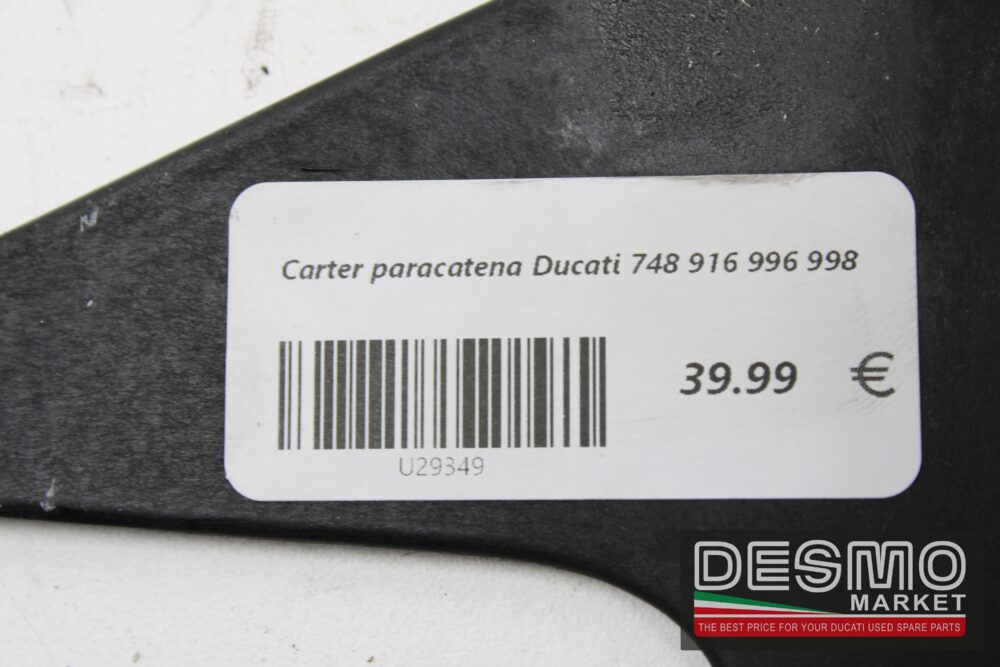 Carter paracatena Ducati 748 916 996 998
39.99 €
U29349
DESMO
MARKET
THE BEST PRICE FOR YOUR DUCATI USED SPARE PARTS